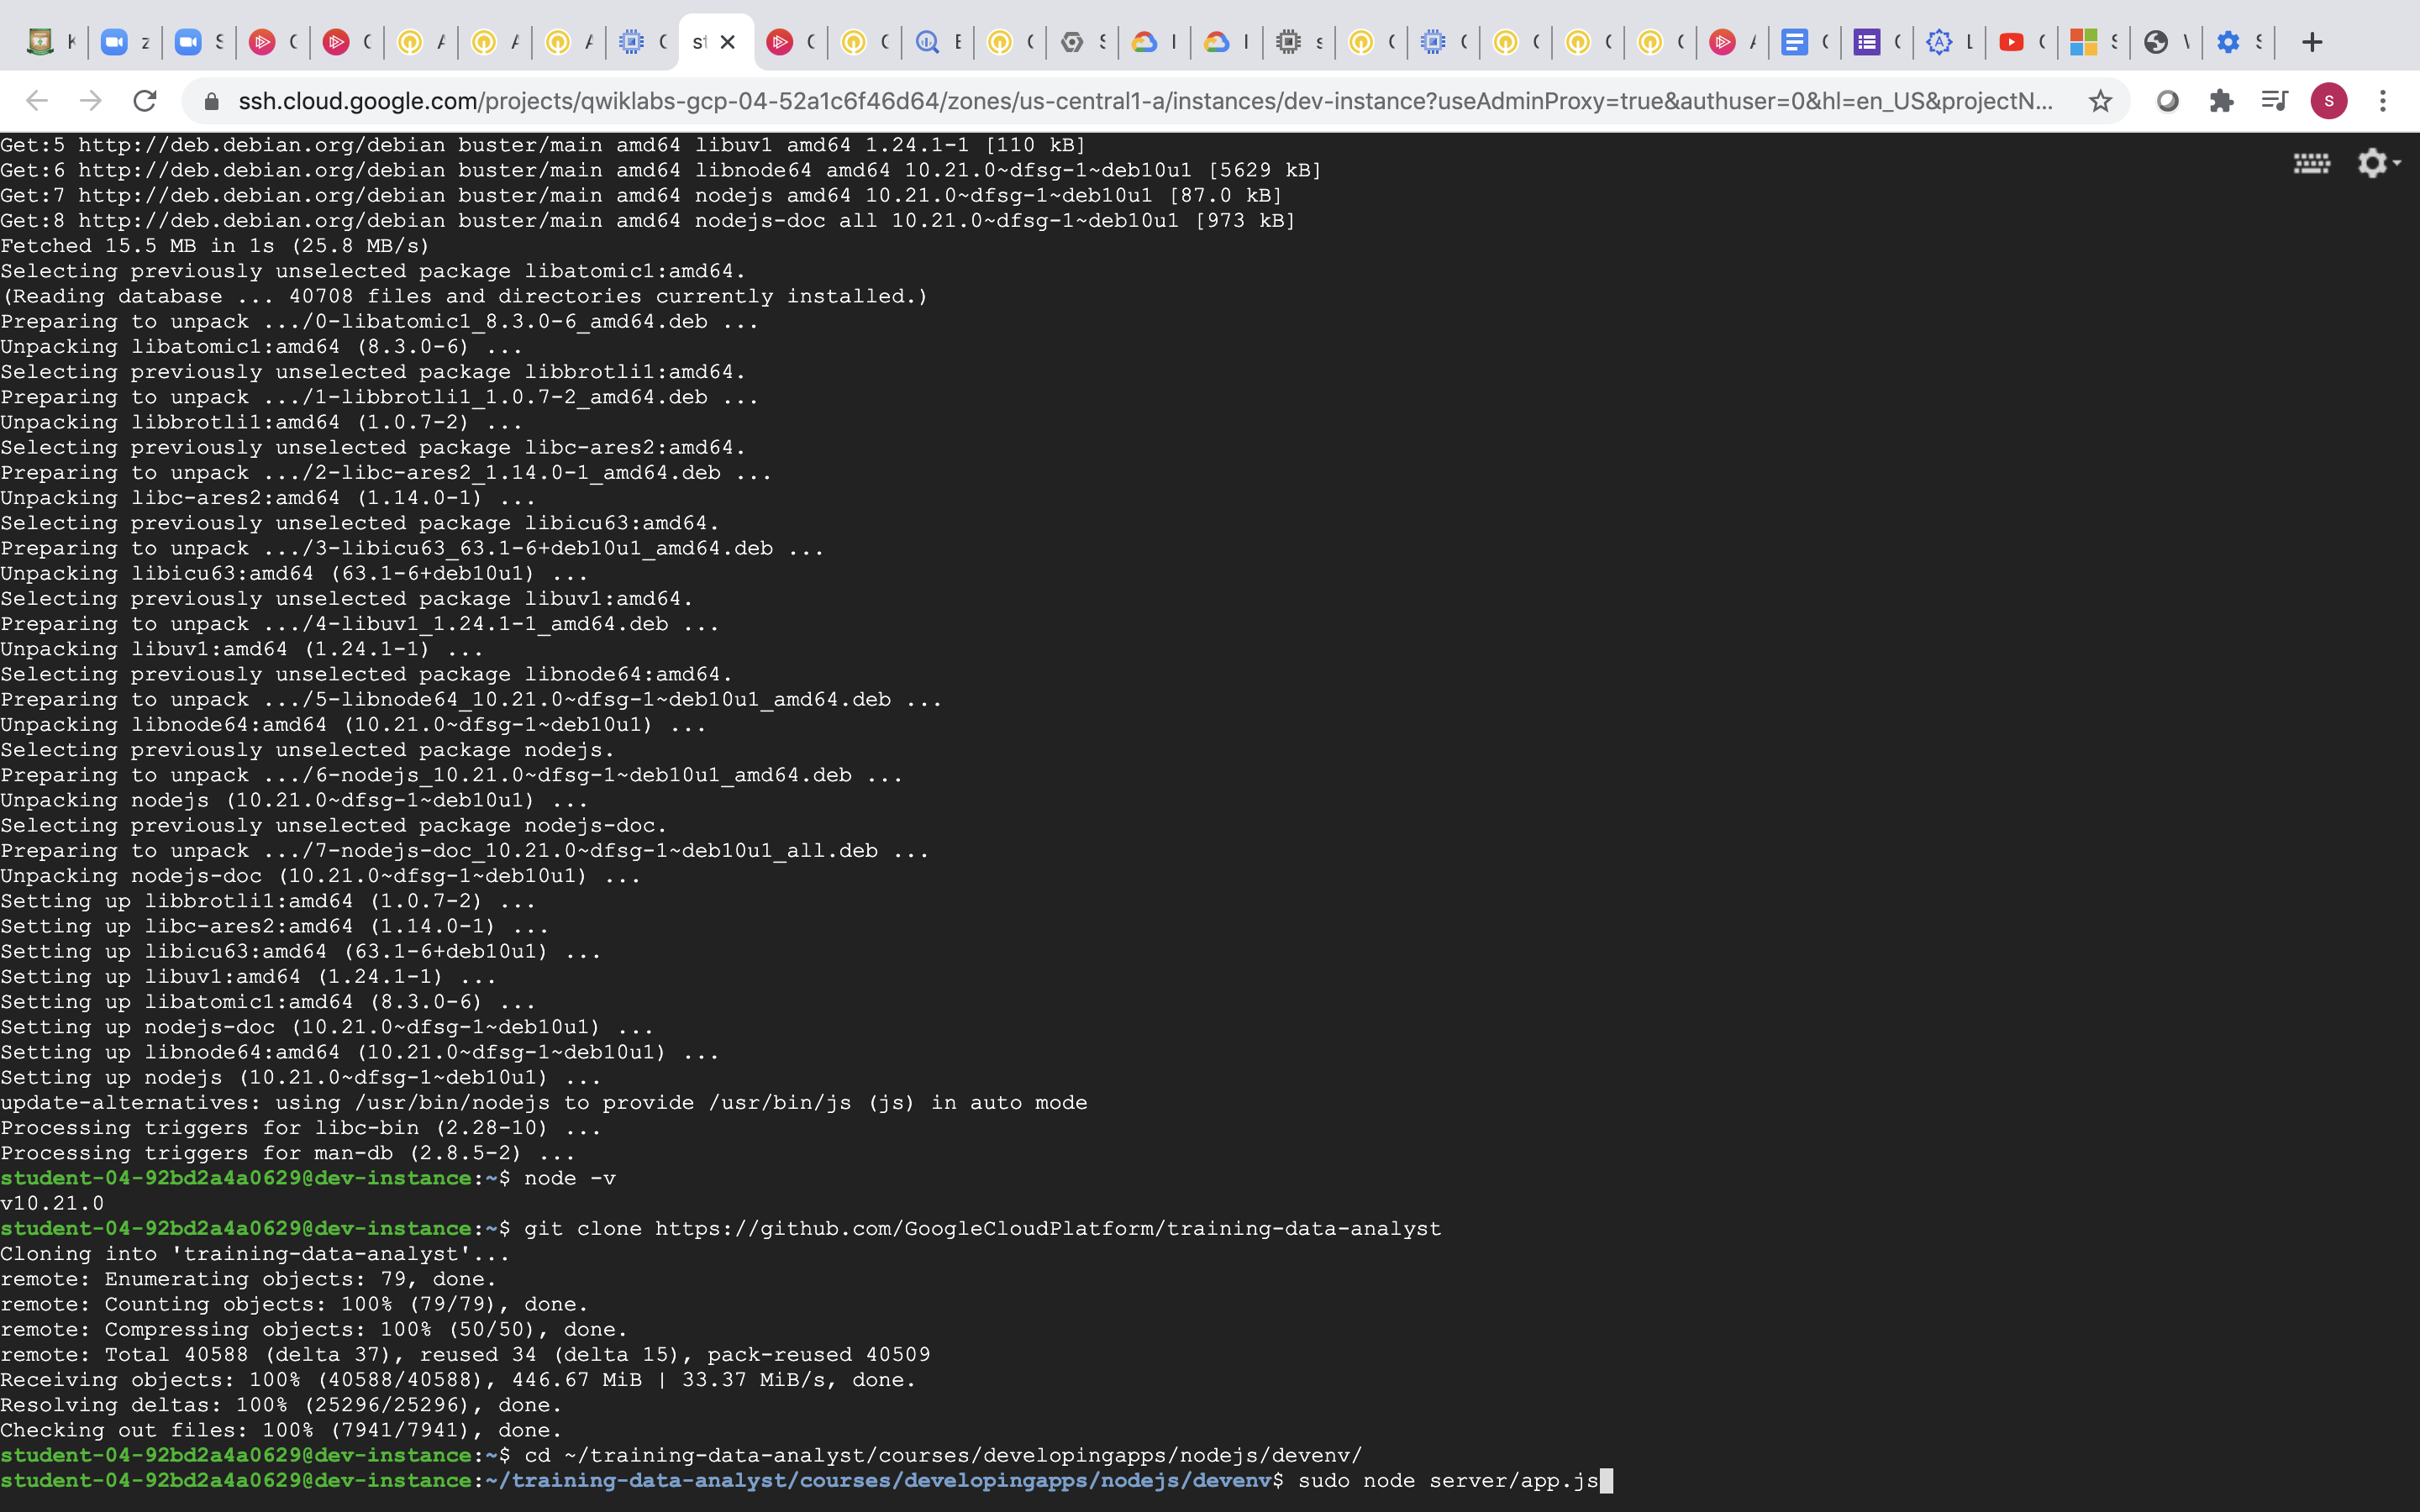 ssh.cloud.google.com/projects/qwiklabs-gcp-04-52a1c6f46d64/zones/us-central1-a/instances/dev-instance?useAdminProxy=true&authuser=0&hl=en_US&projectN...
S
Get:5 http://deb.debian.org/debian buster/main amd64 libuv1 amd64 1.24.1-1 [110 kB]
Get:6 http://deb.debian.org/debian buster/main amd64 libnode64 amd64 10.21.0~dfsg-1~deb10u1 [5629 kB]
Get:7 http://deb.debian.org/debian buster/main amd64 nodejs amd64 10.21.0~dfsg-1~deb10u1 [87.0 kB]
Get:8 http://deb.debian.org/debian buster/main amd64 nodejs-doc all 10.21.0~dfsg-1~deb10u1 [973 kB]
Fetched 15.5 MB in 1s (25.8 MB/s)
Selecting previously unselected package libatomic1:amd64.
(Reading database ... 40708 files and directories currently installed.)
Preparing to unpack .../0-libatomic1_8.3.0-6_amd64.deb ...
Unpacking libatomic1:amd64 (8.3.0-6) ...
Selecting previously unselected package libbrotli1:amd64.
Preparing to unpack .../1-libbrotli1_1.0.7-2_amd64.deb ...
Unpacking libbrotli1:amd64 (1.0.7-2) ...
Selecting previously unselected package libc-ares2:amd64.
Preparing to unpack .../2-libc-ares2_1.14.0-1_amd64.deb ...
Unpacking libc-ares2:amd64 (1.14.0-1) ...
Selecting previously unselected package libicu63:amd64.
Preparing to unpack .../3-libicu63_63.1-6+deb10u1_amd64.deb ...
Unpacking libicu63:amd64 (63.1-6+deb10u1) ...
Selecting previously unselected package libuv1:amd64.
Preparing to unpack .../4-libuv1_1.24.1-1_amd64.deb ...
Unpacking libuv1:amd64 (1.24.1-1) ...
Selecting previously unselected package libnode64:amd64.
Preparing to unpack .../5-libnode64_10.21.0~dfsg-1~deb10u1_amd64.deb ...
Unpacking libnode64:amd64 (10.21.0~dfsg-1~deb10u1) ...
Selecting previously unselected package nodejs.
Preparing to unpack .../6-nodejs_10.21.0~dfsg-1~deb10u1_amd64.deb ...
Unpacking nodejs (10.21.0~dfsg-1~deb10u1) ...
Selecting previously unselected package nodejs-doc.
Preparing to unpack .../7-nodejs-doc_10.21.0~dfsg-1~deb10u1_all.deb ...
Unpacking nodejs-doc (10.21.0~dfsg-1~deb10u1) ...
Setting up libbrotli1:amd64 (1.0.7-2) ...
Setting up libc-ares2:amd64 (1.14.0-1) ...
Setting up libicu63:amd64 (63.1-6+deb10u1) ...
Setting up libuv1:amd64 (1.24.1-1) ...
Setting up libatomic1:amd64 (8.3.0-6) ...
Setting up nodejs-doc (10.21.0~dfsg-1~deb10u1) ...
Setting up libnode64:amd64 (10.21.0~dfsg-1~deb10u1) ...
Setting up nodejs (10.21.0~dfsg-1~deb10u1) ...
update-alternatives: using /usr/bin/nodejs to provide /usr/bin/js (js) in auto mode
Processing triggers for libc-bin (2.28-10) ...
Processing triggers for man-db (2.8.5-2) ...
student-04-92bd2a4a0629@dev-instance:~$ node -v
v10.21.0
student-04-92bd2a4a0629@dev-instance:~$ git clone https://github.com/GoogleCloudPlatform/training-data-analyst
Cloning into 'training-data-analyst'...
remote: Enumerating objects: 79, done.
remote: Counting objects: 100% (79/79), done.
remote: Compressing objects: 100% (50/50), done.
remote: Total 40588 (delta 37), reused 34 (delta 15), pack-reused 40509
Receiving objects: 100% (40588/40588), 446.67 MiB | 33.37 MiB/s, done.
Resolving deltas: 100% (25296/25296), done.
Checking out files: 100% (7941/7941), done.
student-04-92bd2a4a0629@dev-instance:~$ cd ~/training-data-analyst/courses/developingapps/nodejs/devenv/
student-04-92bd2a4a0629@dev-instance:~/training-data-analyst/courses/developingapps/nodejs/devenv$ sudo node server/app.js